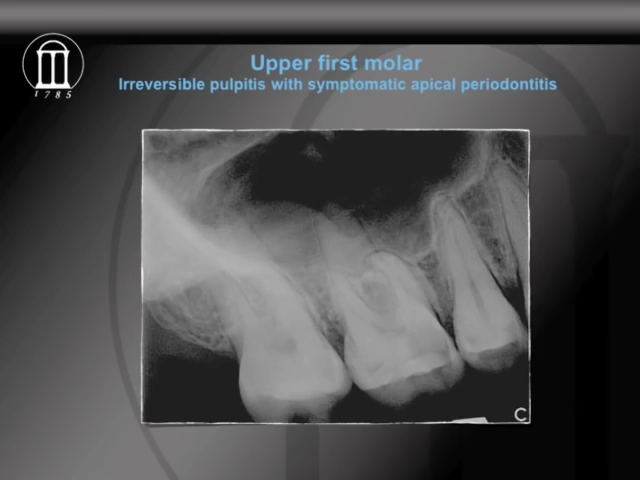 Upper first molar
Irreversible pulpitis with symptomatic apical periodontitis
1785
C